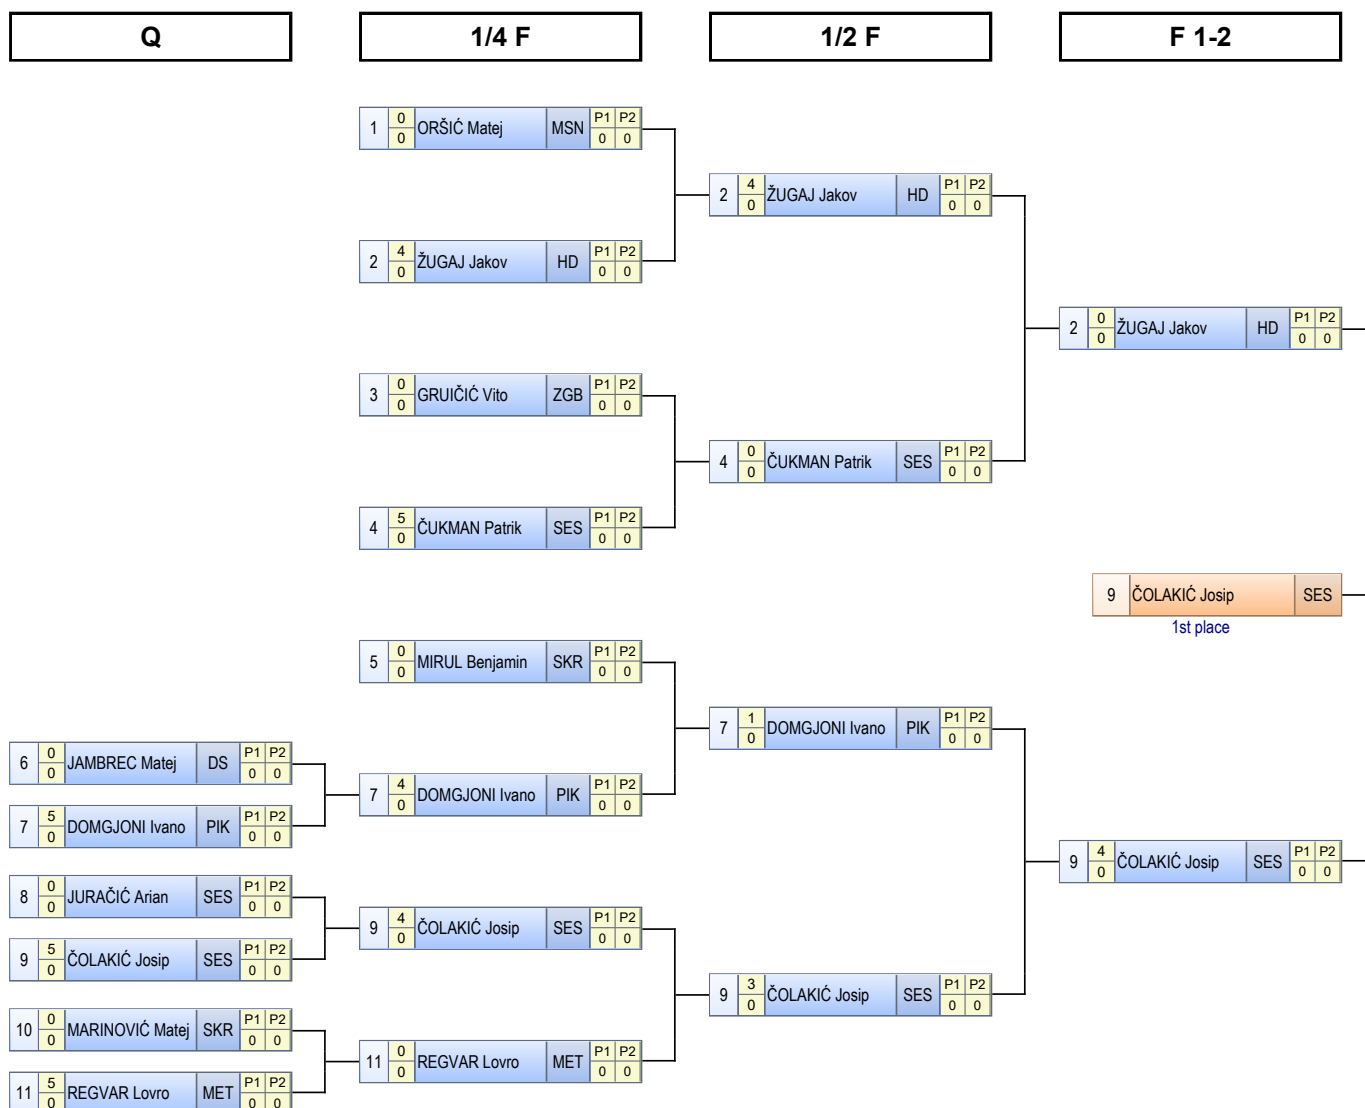 Q
1/4 F
1/2 F
F 1-2
1 0 0 ORŠIĆ Matej MSN P1 P2 0 0
2 4 0 ŽUGAJ Jakov HD P1 P2 0 0
2 4 0 ŽUGAJ Jakov HD P1 P2 0 0
2 0 0 ŽUGAJ Jakov HD P1 P2 0 0
3 0 0 GRUIČIĆ Vito ZGB P1 P2 0 0
4 0 0 ČUKMAN Patrik SES P1 P2 0 0
4 5 0 ČUKMAN Patrik SES P1 P2 0 0
9 ČOLAKIĆ Josip SES
1st place
5 0 0 MIRUL Benjamin SKR P1 P2 0 0
7 1 0 DOMGJONI Ivano PIK P1 P2 0 0
6 0 0 JAMBREC Matej DS P1 P2 0 0
7 4 0 DOMGJONI Ivano PIK P1 P2 0 0
7 5 0 DOMGJONI Ivano PIK P1 P2 0 0
9 4 0 ČOLAKIĆ Josip SES P1 P2 0 0
8 0 0 JURAČIĆ Arian SES P1 P2 0 0
9 4 0 ČOLAKIĆ Josip SES P1 P2 0 0
9 5 0 ČOLAKIĆ Josip SES P1 P2 0 0
9 3 0 ČOLAKIĆ Josip SES P1 P2 0 0
10 0 0 MARINOVIĆ Matej SKR P1 P2 0 0
11 0 0 REGVAR Lovro MET P1 P2 0 0
11 5 0 REGVAR Lovro MET P1 P2 0 0